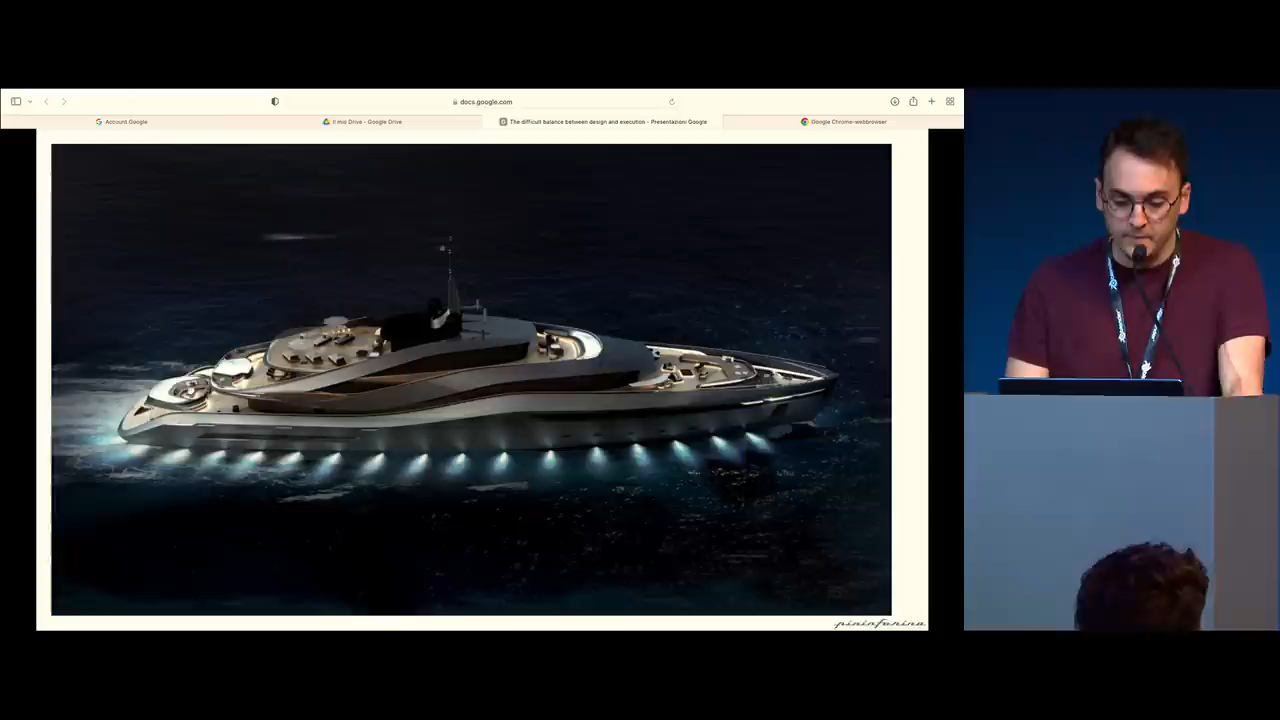 docs.google.com
Account Google
Il mio Drive - Google Drive
The difficult balance between design and execution - Presentazioni Google
Google Chrome-webbrowser
pininfarina